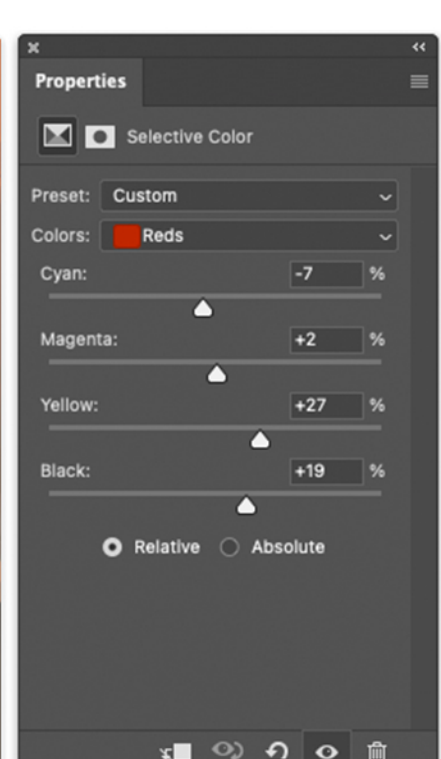 Properties
Selective Color
Preset: Custom
Colors: Reds
Cyan: -7 %
Magenta: +2 %
Yellow: +27 %
Black: +19 %
Relative Absolute